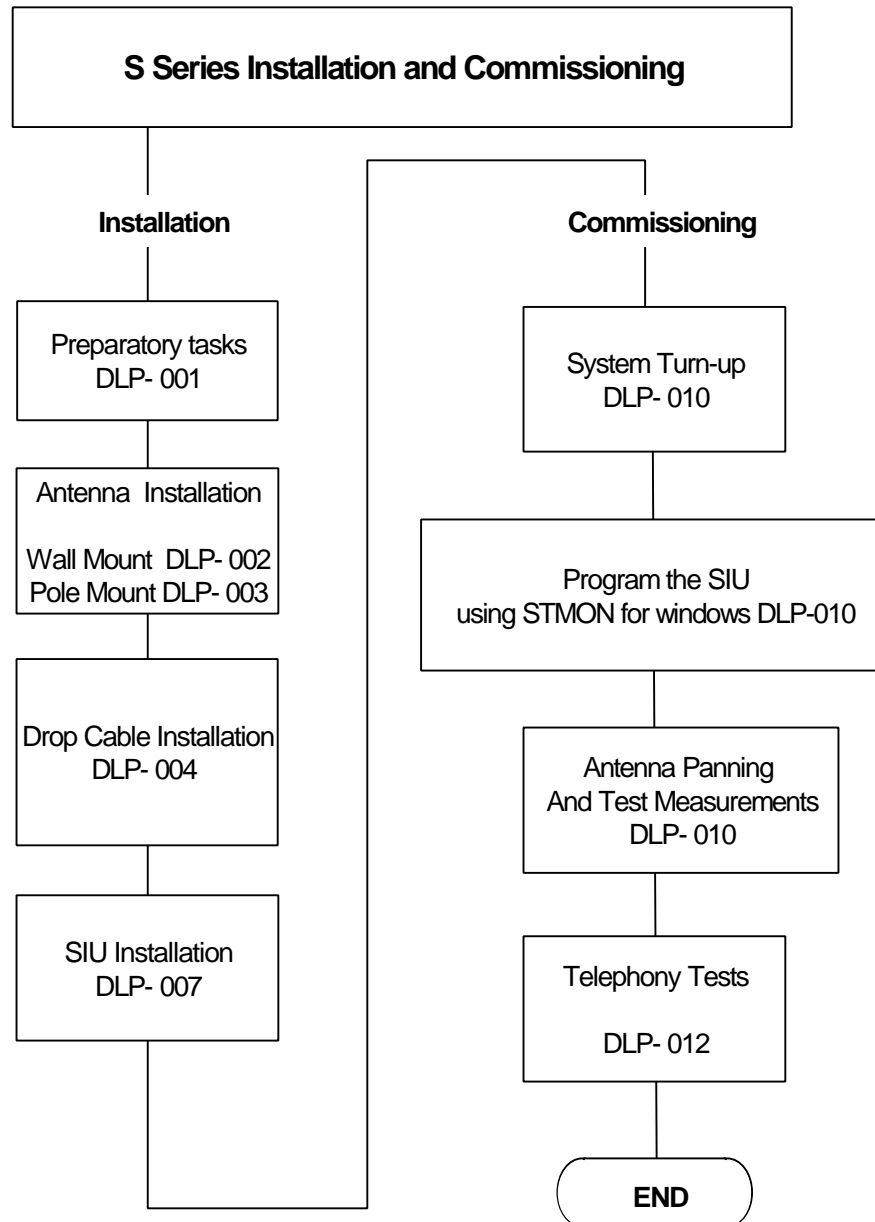 S Series Installation and Commissioning
Installation
Preparatory tasks
DLP- 001
Antenna Installation
Wall Mount DLP- 002
Pole Mount DLP- 003
Drop Cable Installation
DLP- 004
SIU Installation
DLP- 007
Commissioning
System Turn-up
DLP- 010
Program the SIU
using STMON for windows DLP-010
Antenna Panning
And Test Measurements
DLP- 010
Telephony Tests
DLP- 012
END